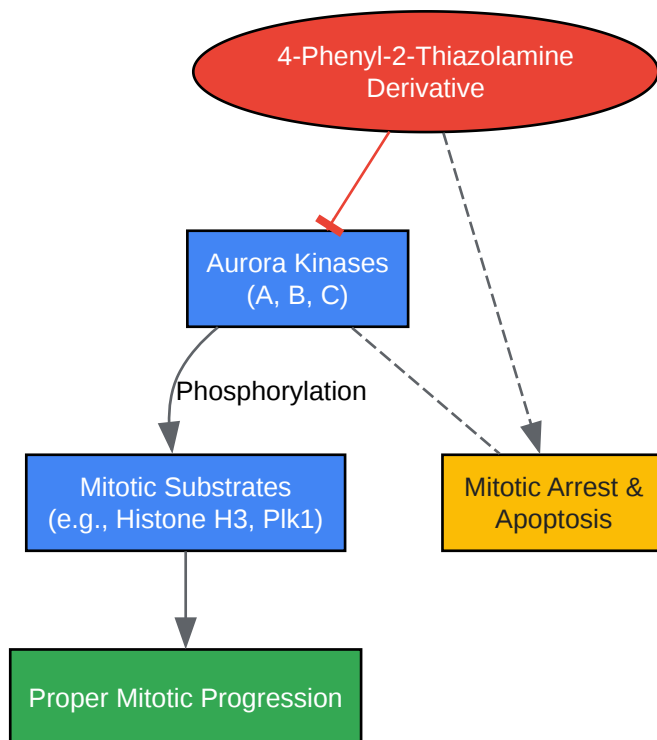 4-Phenyl-2-Thiazolamine
Derivative
Aurora Kinases
(A, B, C)
Phosphorylation
Mitotic Substrates
(e.g., Histone H3, Plk1)
Mitotic Arrest &
Apoptosis
Proper Mitotic Progression